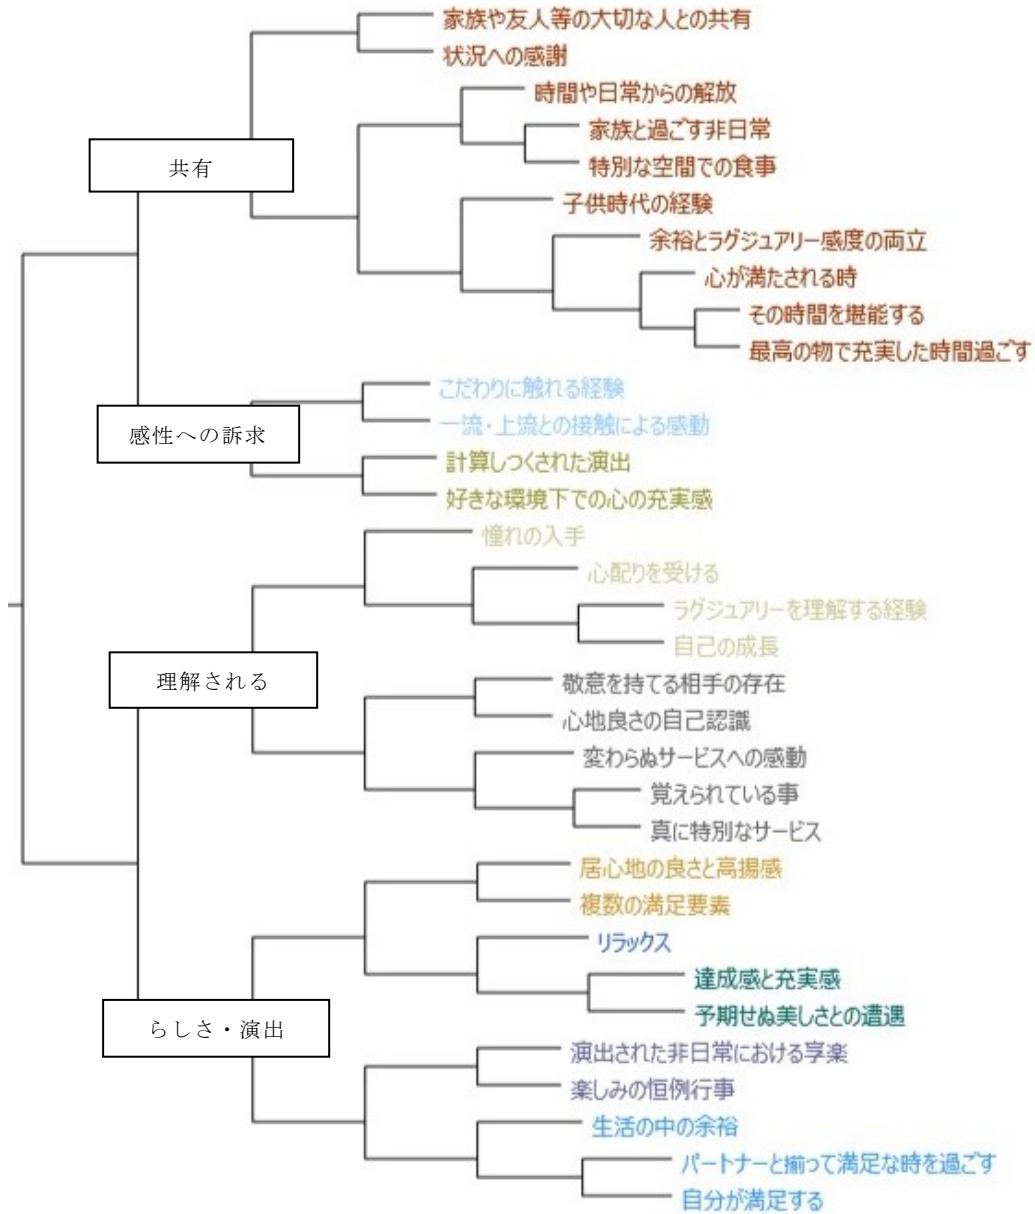 家族や友人等の大切な人との共有
状況への感謝
時間や日常からの解放
家族と過ごす非日常
共有
特別な空間での食事
子供時代の経験
余裕とラグジュアリー感度の両立
心が満たされる時
その時間を堪能する
最高の物で充実した時間過ごす
こだわりに触れる経験
感性への訴求
一流・上流との接触による感動
計算しつくされた演出
好きな環境下での心の充実感
憧れの入手
心配りを受ける
ラグジュアリーを理解する経験
自己の成長
理解される
敬意を持てる相手の存在
心地良さの自己認識
変わらぬサービスへの感動
覚えられている事
真に特別なサービス
居心地の良さと高揚感
複数の満足要素
リラックス
達成感と充実感
予期せぬ美しさとの遭遇
らしさ・演出
演出された非日常における享楽
楽しみの恒例行事
生活の中の余裕
パートナーと揃って満足な時を過ごす
自分が満足する